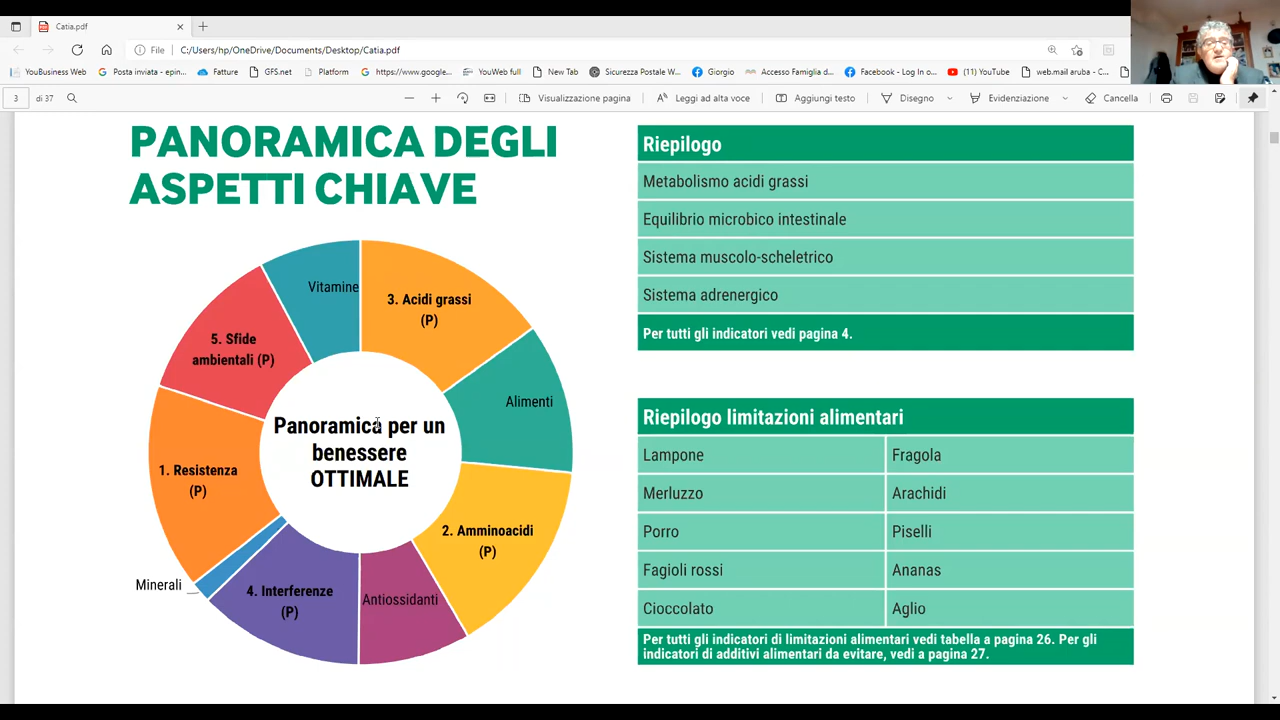 Catia.pdf
File
C:/Users/hp/OneDrive/Documents/Desktop/Catia.pdf
YouBusiness Web
Posta inviata - epin...
Fatture
GFS.net
Platform
https://www.google...
YouWeb full
New Tab
Sicurezza Postale W...
Giorgio
Accesso Famiglia d...
Facebook - Log In o...
(11) YouTube
web.mail aruba - C...
3 di 37
Visualizzazione pagina
Leggi ad alta voce
Aggiungi testo
Disegno
Evidenziazione
Cancella
PANORAMICA DEGLI
ASPETTI CHIAVE
Vitamine
3. Acidi grassi
(P)
5. Sfide
ambientali (P)
Alimenti
Panoramica per un
benessere
OTTIMALE
1. Resistenza
(P)
2. Amminoacidi
(P)
Minerali
4. Interferenze
(P)
Antiossidanti
Riepilogo
Metabolismo acidi grassi
Equilibrio microbico intestinale
Sistema muscolo-scheletrico
Sistema adrenergico
Per tutti gli indicatori vedi pagina 4.
Riepilogo limitazioni alimentari
Lampone Fragola
Merluzzo Arachidi
Porro Piselli
Fagioli rossi Ananas
Cioccolato Aglio
Per tutti gli indicatori di limitazioni alimentari vedi tabella a pagina 26. Per gli
indicatori di additivi alimentari da evitare, vedi a pagina 27.